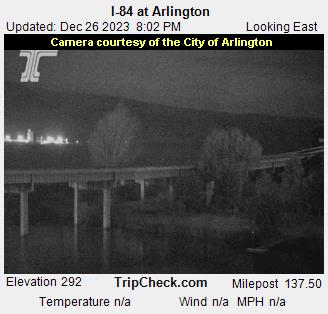 I-84 at Arlington
Updated: Dec 26 2023 8:02 PM Looking East
Camera courtesy of the City of Arlington
Elevation 292 TripCheck.com Milepost 137.50
Temperature n/a Wind n/a MPH n/a